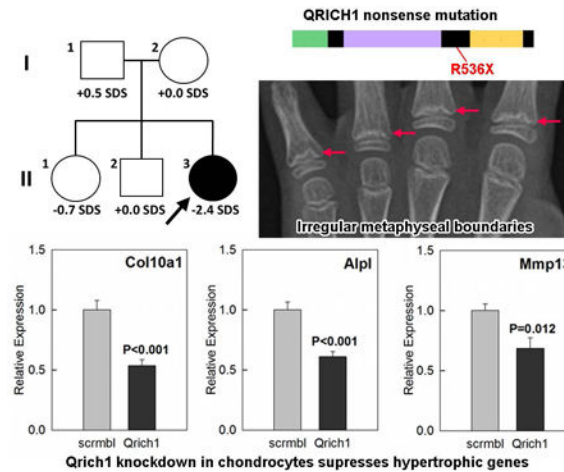 QRICH1 nonsense mutation
R536X
I
1
2
+0.5 SDS
+0.0 SDS
II
1
2
3
-0.7 SDS
+0.0 SDS
-2.4 SDS
Irregular metaphyseal boundaries
Relative Expression
1.5
1.0
0.5
0.0
Col10a1
P<0.001
scrmbl
Qrich1
Relative Expression
1.5
1.0
0.5
0.0
Alpl
P<0.001
scrmbl
Qrich1
Relative Expression
1.5
1.0
0.5
0.0
Mmp13
P=0.012
scrmbl
Qrich1
Qrich1 knockdown in chondrocytes supresses hypertrophic genes